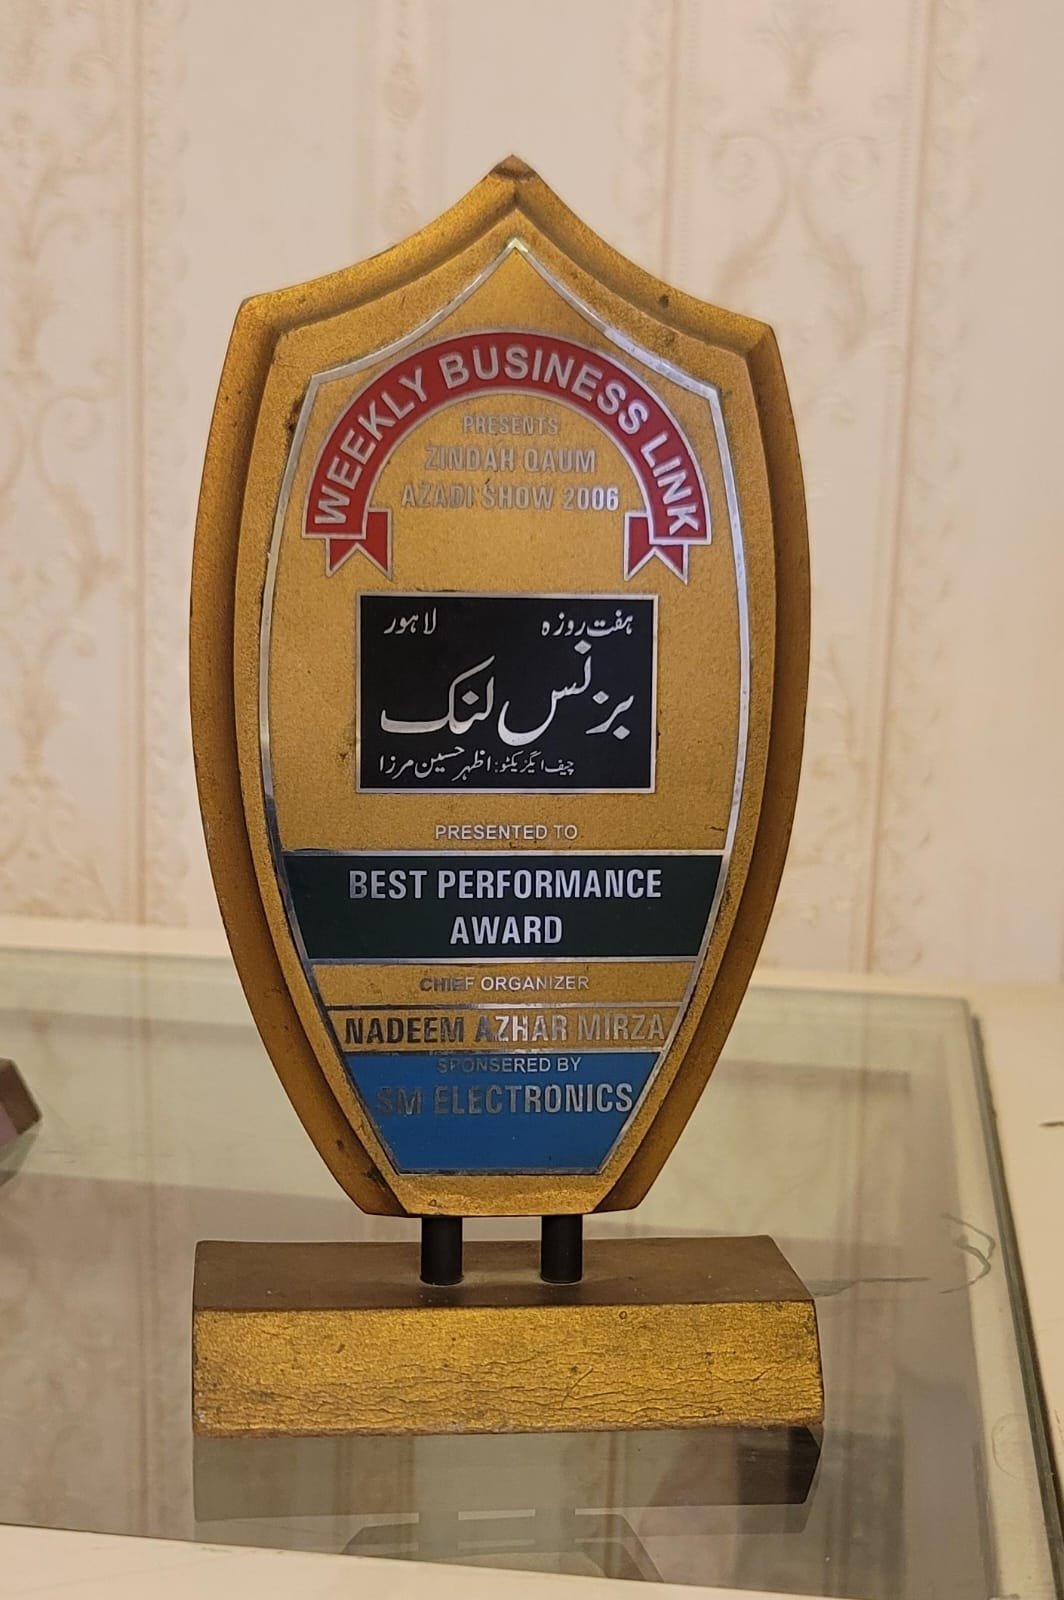 WEEKLY BUSINESS LINK
PRESENTS
ZINDAH QAUM
AZADI SHOW 2006
ہفت روزہ لاہور
بزنس لنک
چیف ایگزیکٹو: اظہر حسین مرزا
PRESENTED TO
BEST PERFORMANCE
AWARD
CHIEF ORGANIZER
NADEEM AZHAR MIRZA
SPONSERED BY
SM ELECTRONICS